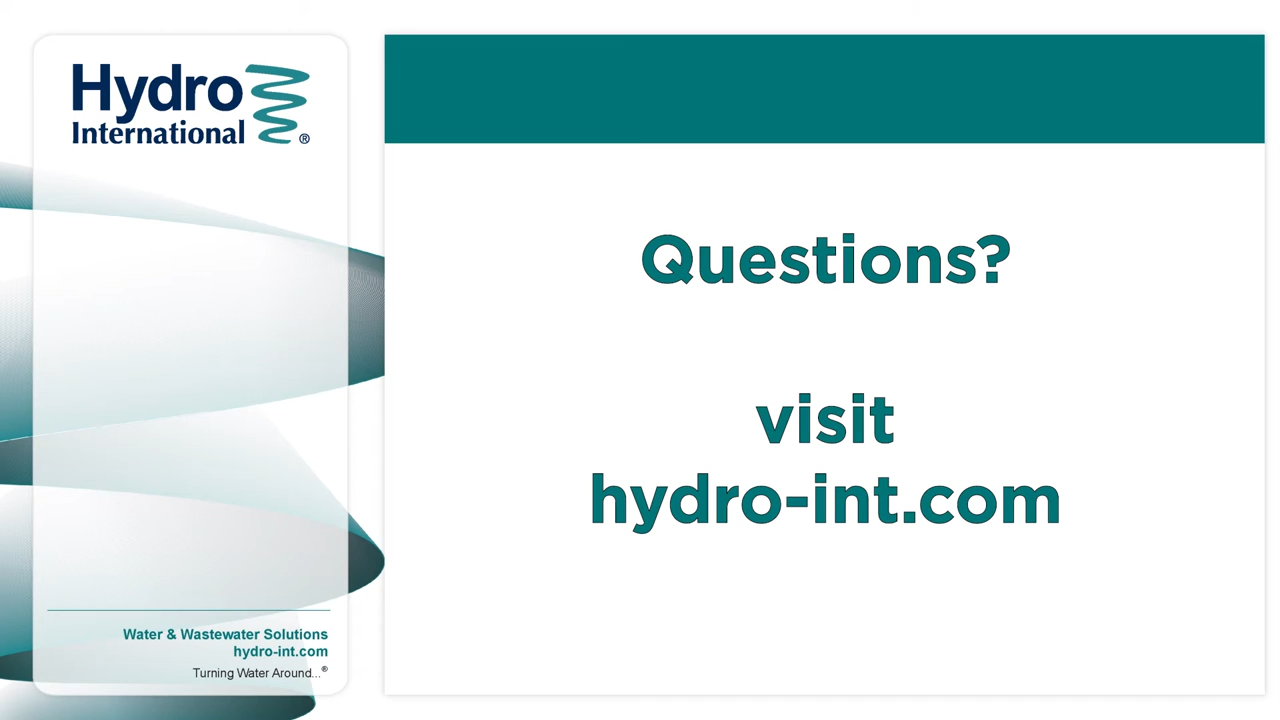 Hydro
International ®
Questions?
visit
hydro-int.com
Water & Wastewater Solutions
hydro-int.com
Turning Water Around...®